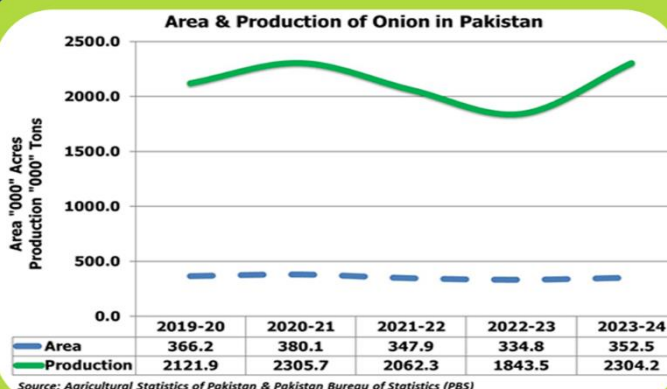 Area & Production of Onion in Pakistan
2500.0
2000.0
1500.0
1000.0
500.0
0.0
Area "000" Acres
Production "000" Tons
2019-20 2020-21 2021-22 2022-23 2023-24
Area 366.2 380.1 347.9 334.8 352.5
Production 2121.9 2305.7 2062.3 1843.5 2304.2
Source: Agricultural Statistics of Pakistan & Pakistan Bureau of Statistics (PBS)